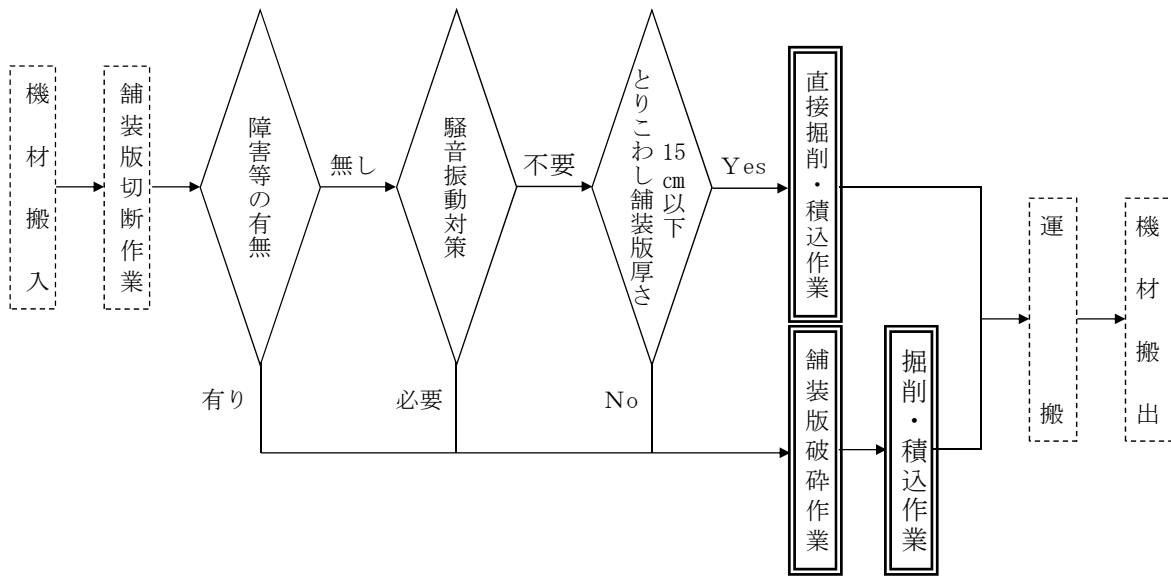 機材搬入
舗装版切断作業
障害等の有無
無し
有り
騒音振動対策
不要
必要
とりこわし舗装版厚さ
15cm以下
Yes
No
直接掘削・積込作業
舗装版破砕作業
掘削・積込作業
運搬
機材搬出